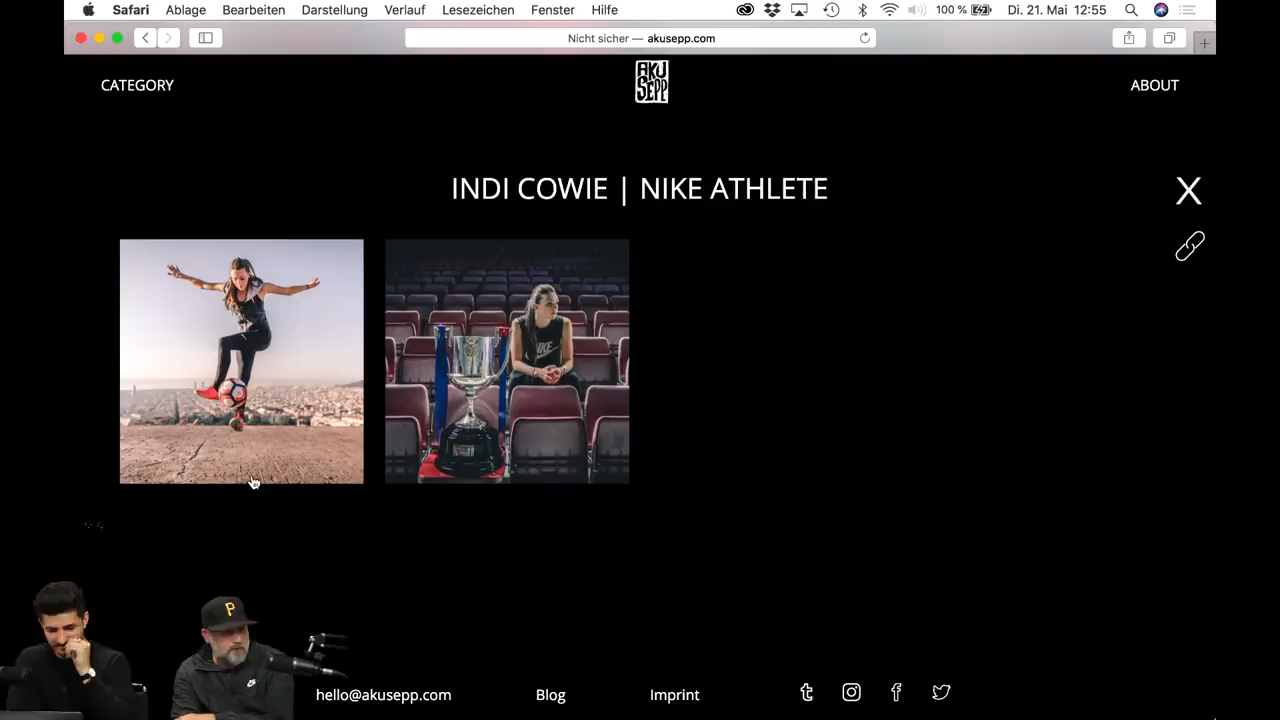 Safari Ablage Bearbeiten Darstellung Verlauf Lesezeichen Fenster Hilfe 100 % Di. 21. Mai 12:55
Nicht sicher — akusepp.com
CATEGORY
AKU
SEPP
ABOUT
INDI COWIE | NIKE ATHLETE
X
NIKE
P
hello@akusepp.com Blog Imprint